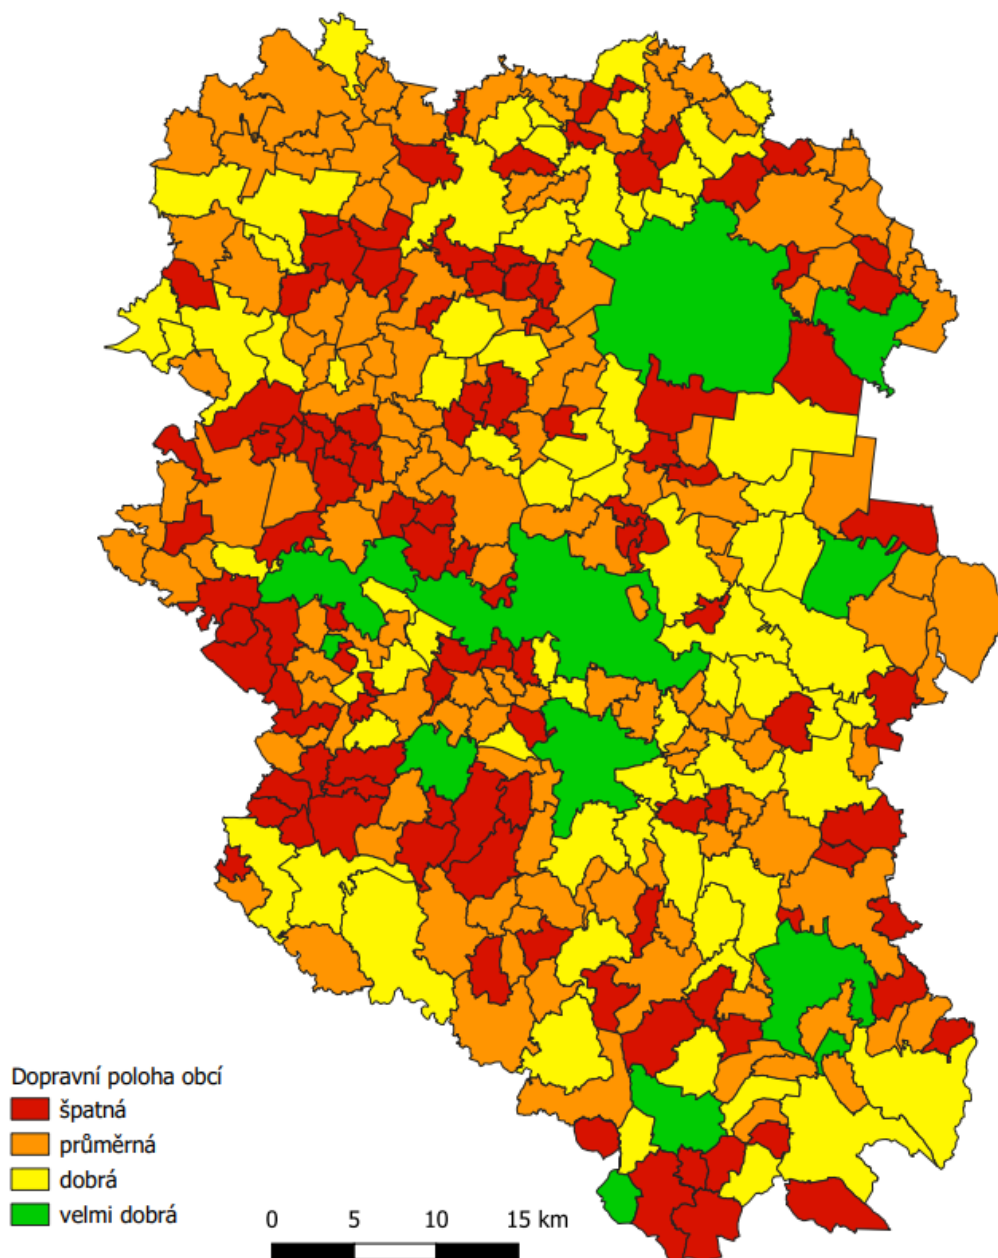 Dopravní poloha obcí
špatná
průměrná
dobrá
velmi dobrá
0 5 10 15 km